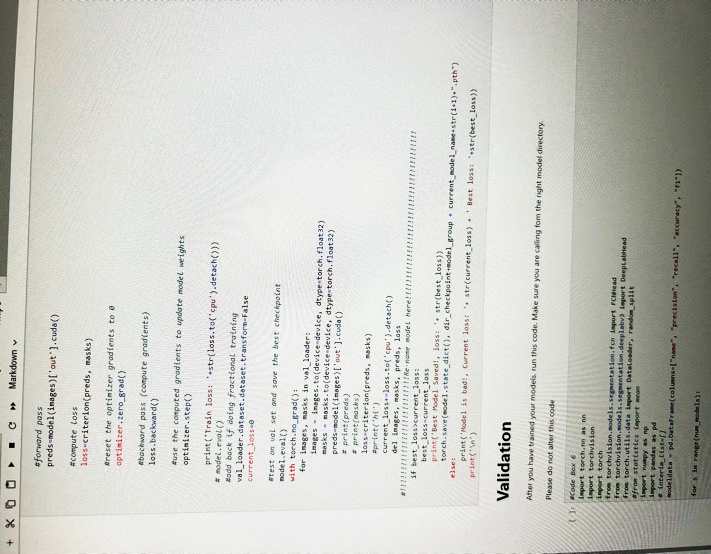 Markdown
#forward pass
preds=model(images)['out'].cuda()
#compute loss
loss=criterion(preds, masks)
#reset the optimizer gradients to 0
optimizer.zero_grad()
#backward pass (compute gradients)
loss.backward()
#use the computed gradients to update model weights
optimizer.step()
print('Train loss: '+str(loss.to('cpu').detach()))
# model.eval()
#add back if doing fractional training
val_loader.dataset.dataset.transform=False
current_loss=0
#test on val set and save the best checkpoint
model.eval()
with torch.no_grad():
for images, masks in val_loader:
images = images.to(device=device, dtype=torch.float32)
masks = masks.to(device=device, dtype=torch.float32)
preds=model(images)['out'].cuda()
# print(preds)
# print(masks)
loss=criterion(preds, masks)
#print('hi')
current_loss+=loss.to('cpu').detach()
del images, masks, preds, loss
name model here
if best_loss>current_loss:
best_loss=current_loss
print('Best Model Saved!, loss: '+ str(best_loss))
torch.save(model.state_dict(), dir_checkpoint+model_group + current_model_name+str(i+1)+".pth")
else:
print('Model is Bad!, Current loss: '+ str(current_loss) + ' Best loss: '+str(best_loss))
print('\n')
Validation
After you have trained your models, run this code. Make sure you are calling fom the right model directory.
Please do not alter this code
[ ]: #Code Box 6
import torch.nn as nn
import torchvision
import torch
from torchvision.models.segmentation.fcn import FCNHead
from torchvision.models.segmentation.deeplabv3 import DeepLabHead
from torch.utils.data import DataLoader, random_split
#from statistics import mean
import numpy as np
import pandas as pd
# interim_list=[]
modeldata = pd.DataFrame(columns=["name", "precision", "recall", "accuracy", "f1"])
for s in range(num_models):